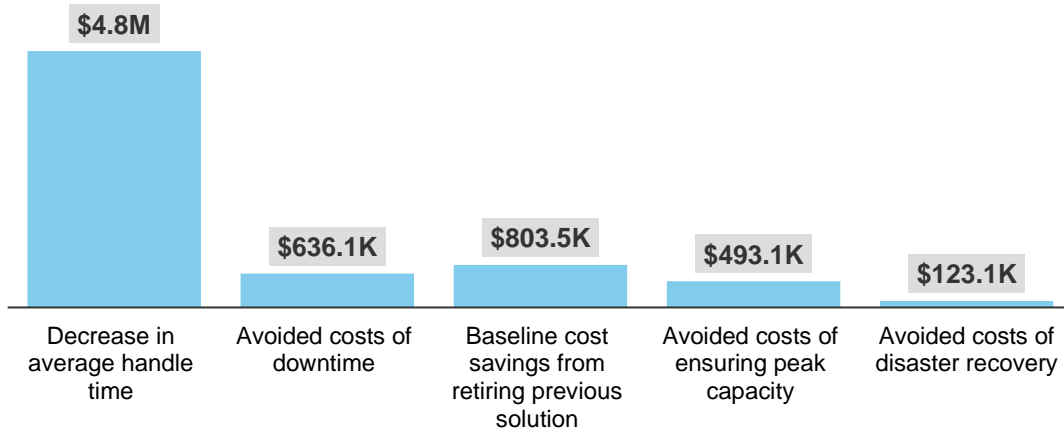 $4.8M
$636.1K
$803.5K
$493.1K
$123.1K
Decrease in
average handle
time
Avoided costs of
downtime
Baseline cost
savings from
retiring previous
solution
Avoided costs of
ensuring peak
capacity
Avoided costs of
disaster recovery